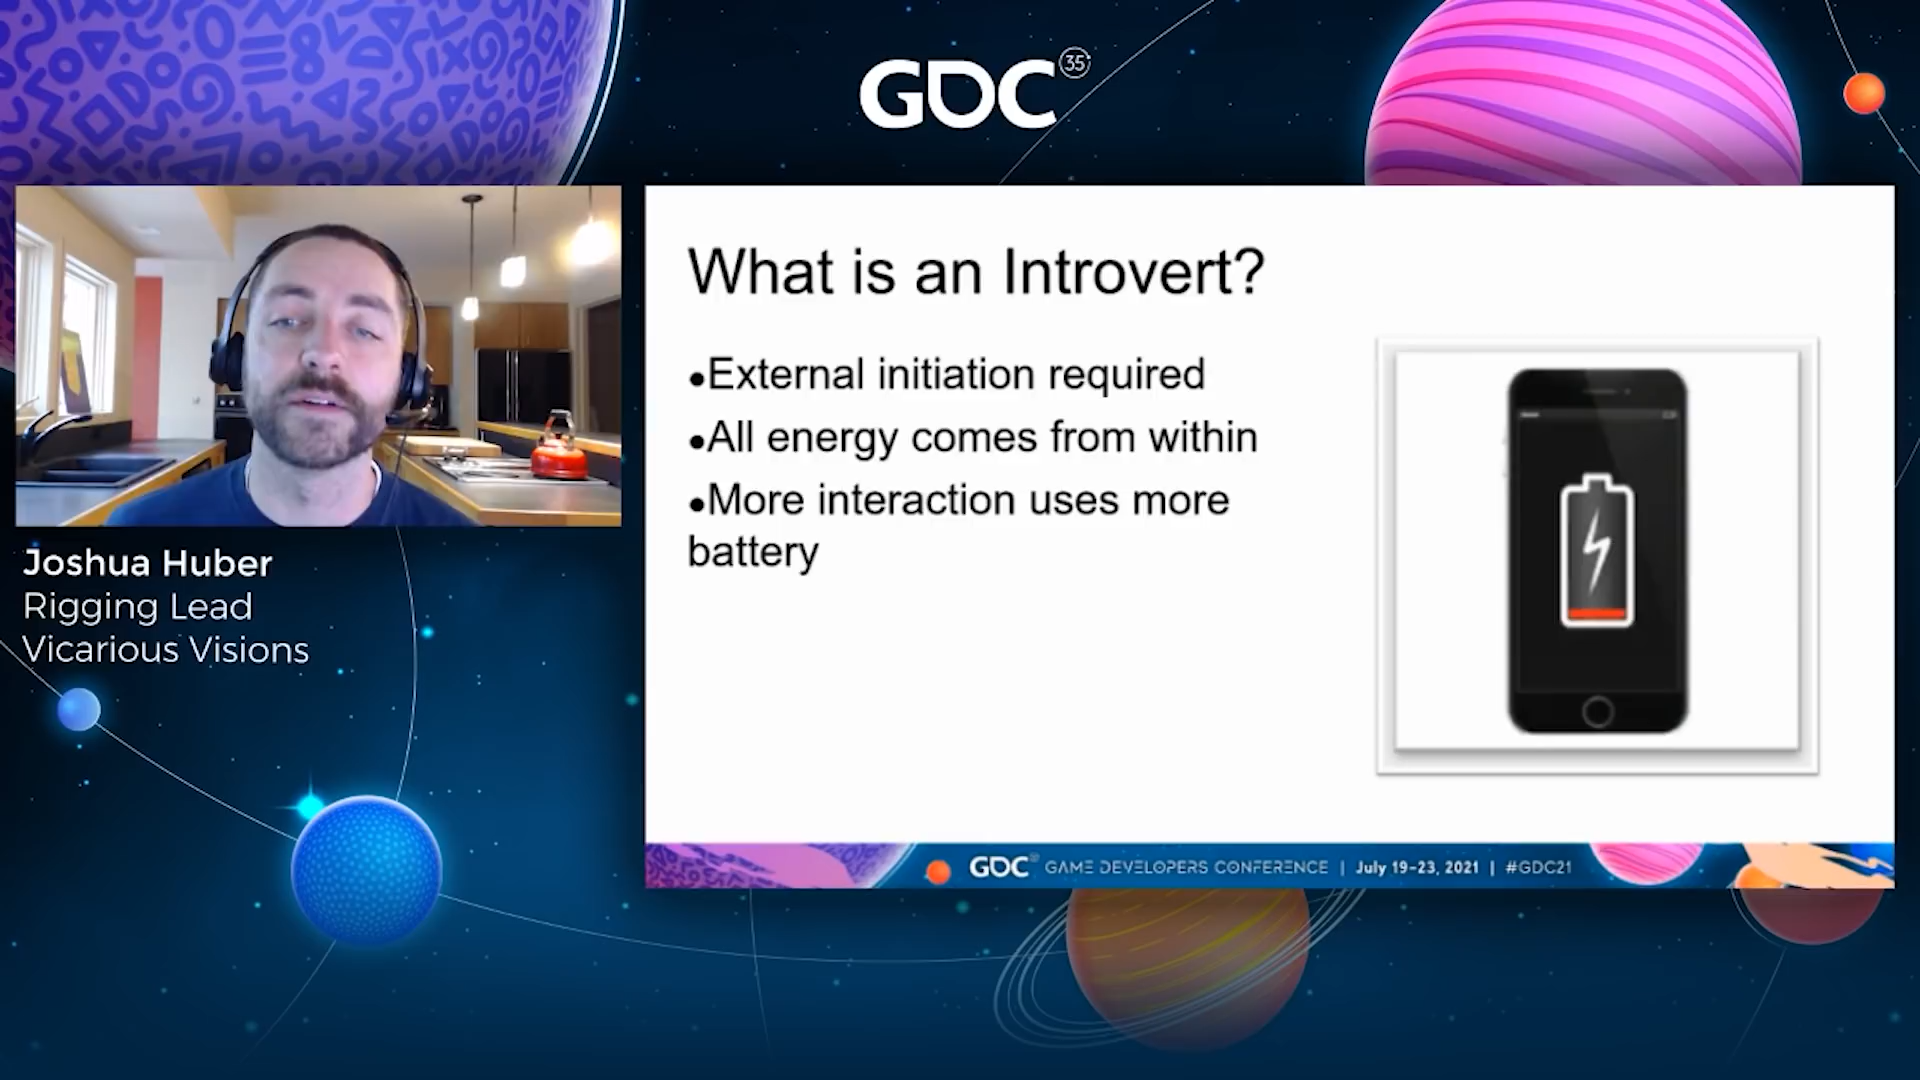 GDC 35
Joshua Huber
Rigging Lead
Vicarious Visions
What is an Introvert?
●External initiation required
●All energy comes from within
●More interaction uses more
battery
GDC GAME DEVELOPERS CONFERENCE | July 19-23, 2021 | #GDC21